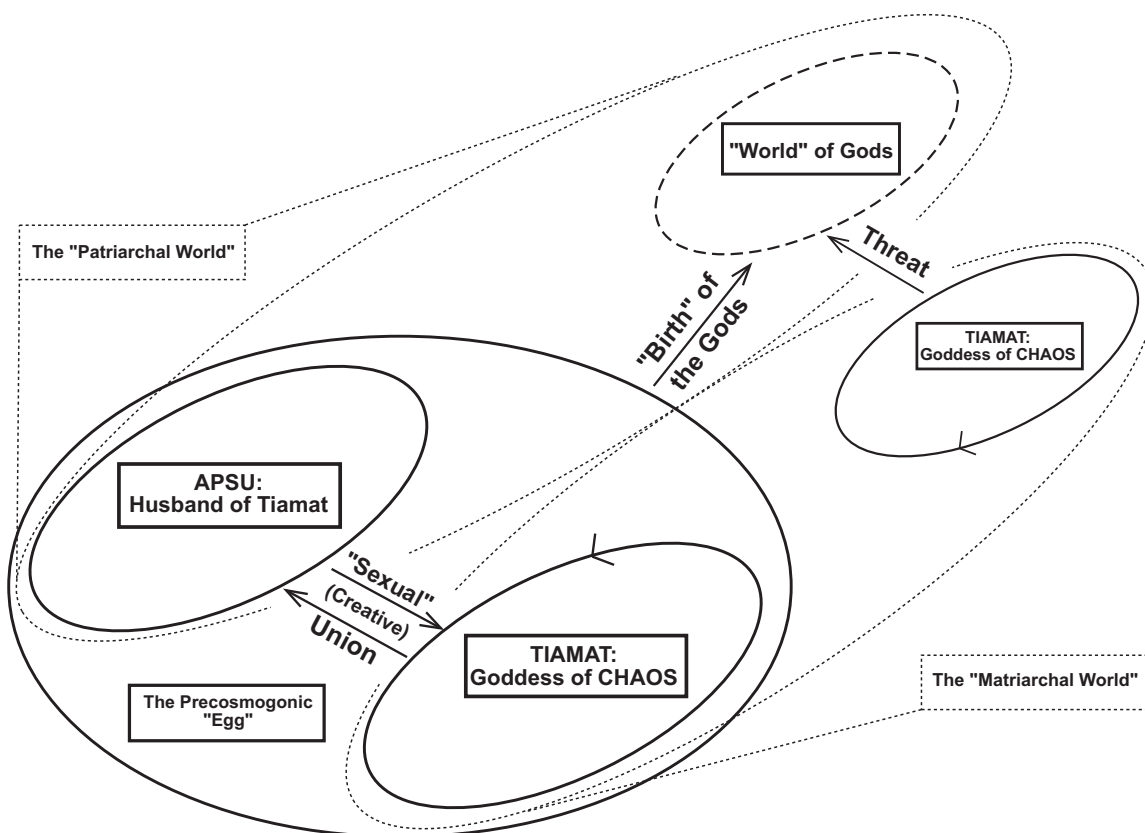 "World" of Gods
The "Patriarchal World"
Threat
"Birth" of
the Gods
TIAMAT:
Goddess of CHAOS
APSU:
Husband of Tiamat
"Sexual"
(Creative)
Union
TIAMAT:
Goddess of CHAOS
The Precosmogonic
"Egg"
The "Matriarchal World"